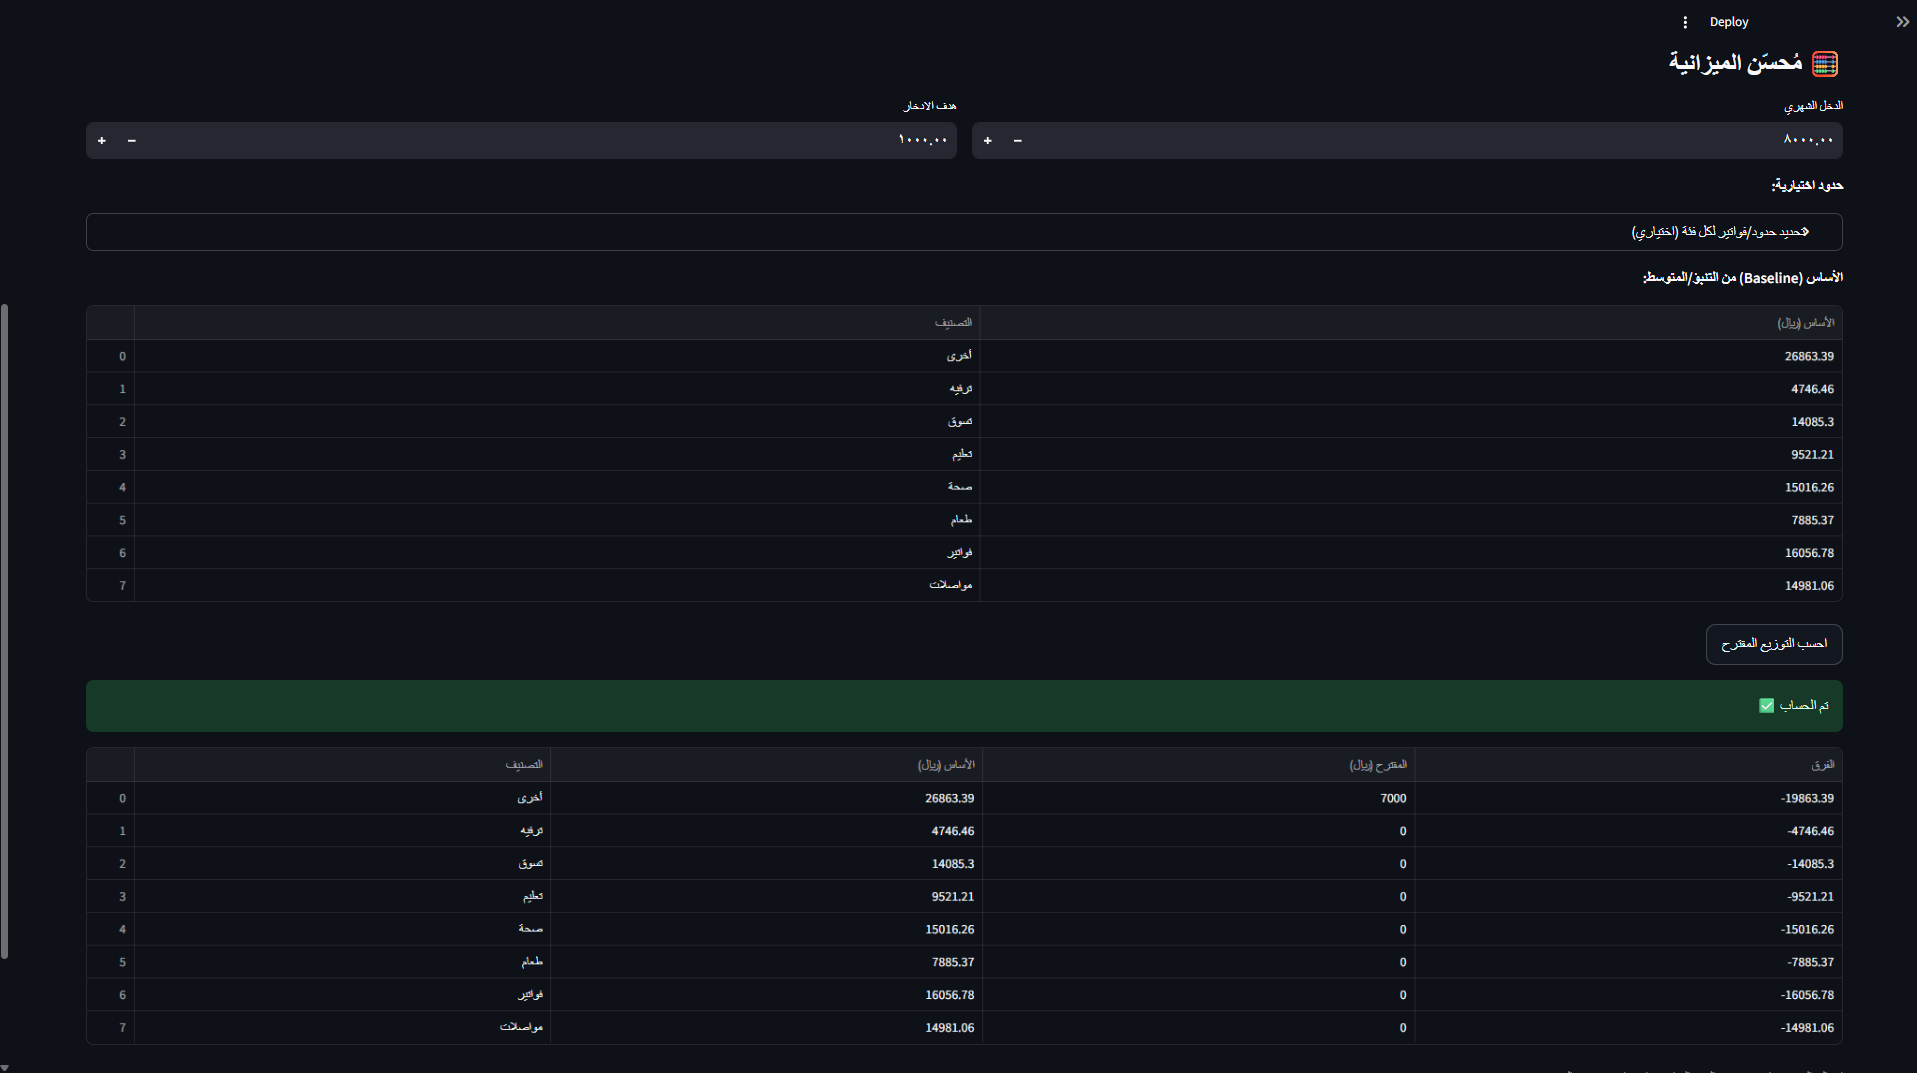 Deploy
مُحسّن الميزانية
الدخل الشهري
هدف الادخار
٨٠٠٠,٠٠
١٠٠٠,٠٠
حدود اختيارية:
تحديد حدود/فواتير لكل فئة (اختياري)
الأساس (Baseline) من التنبؤ/المتوسط:
الأساس (ريال) التصنيف
26863.39 أخرى 0
4746.46 ترفيه 1
14085.3 تسوق 2
9521.21 تعليم 3
15016.26 صحة 4
7885.37 طعام 5
16056.78 فواتير 6
14981.06 مواصلات 7
احسب التوزيع المقترح
تم الحساب ✅
الفرق المقترح (ريال) الأساس (ريال) التصنيف
-19863.39 7000 26863.39 أخرى 0
-4746.46 0 4746.46 ترفيه 1
-14085.3 0 14085.3 تسوق 2
-9521.21 0 9521.21 تعليم 3
-15016.26 0 15016.26 صحة 4
-7885.37 0 7885.37 طعام 5
-16056.78 0 16056.78 فواتير 6
-14981.06 0 14981.06 مواصلات 7